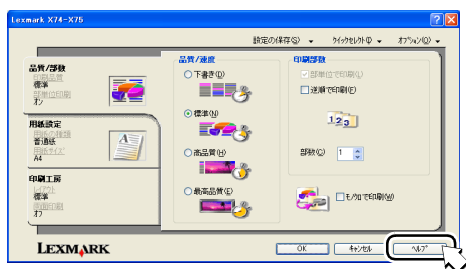 Lexmark X74-X75
設定の保存(S)
クイックセレクト(I)
オプション(O)
品質/部数
印刷品質
標準
部単位印刷
オン
用紙設定
用紙の種類
普通紙
用紙サイズ
A4
印刷工房
レイアウト
標準
両面印刷
オフ
品質/速度
下書き(D)
標準(N)
高品質(H)
最高品質(E)
印刷部数
部単位で印刷(L)
逆順で印刷(F)
1 2 3
部数(C)
1
モノクロで印刷(W)
LEXMARK
OK
キャンセル
ヘルプ